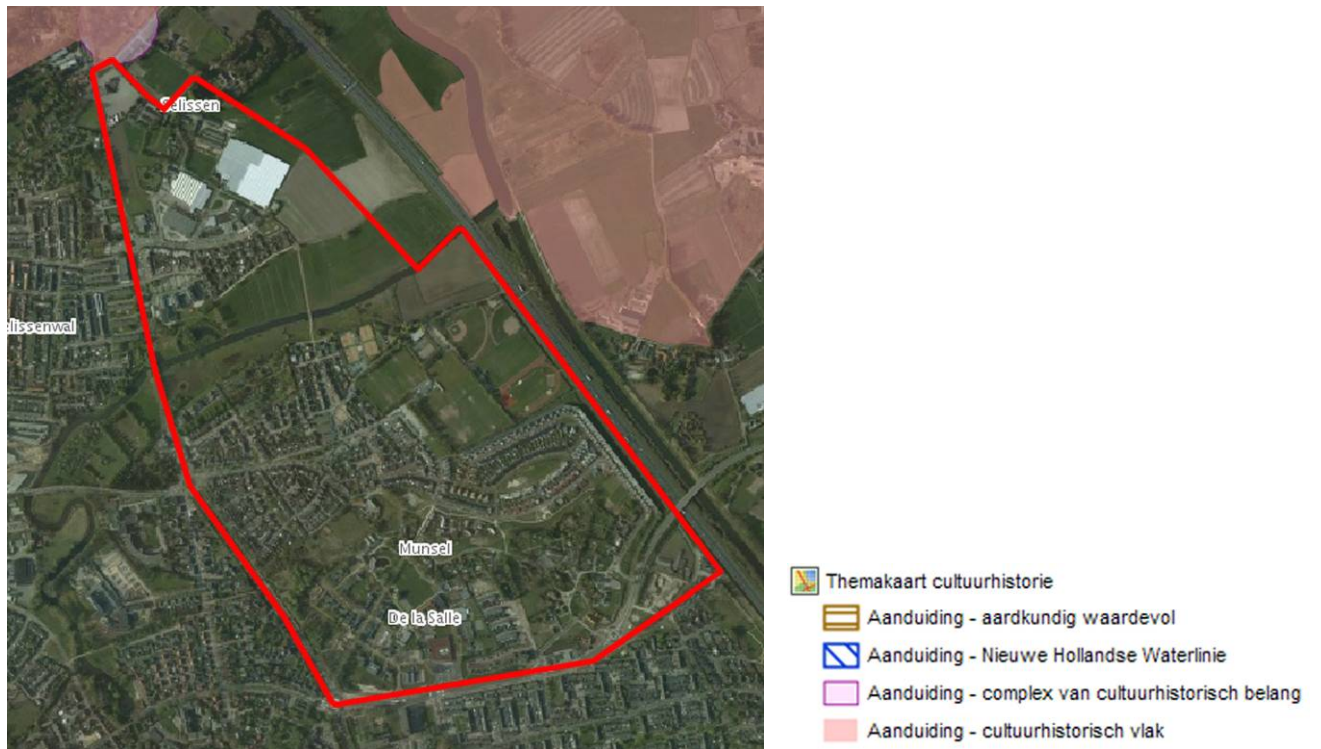 Selissen
elissenwal
Munsel
De la Salle
Themakaart cultuurhistorie
Aanduiding - aardkundig waardevol
Aanduiding - Nieuwe Hollandse Waterlinie
Aanduiding - complex van cultuurhistorisch belang
Aanduiding - cultuurhistorisch vlak